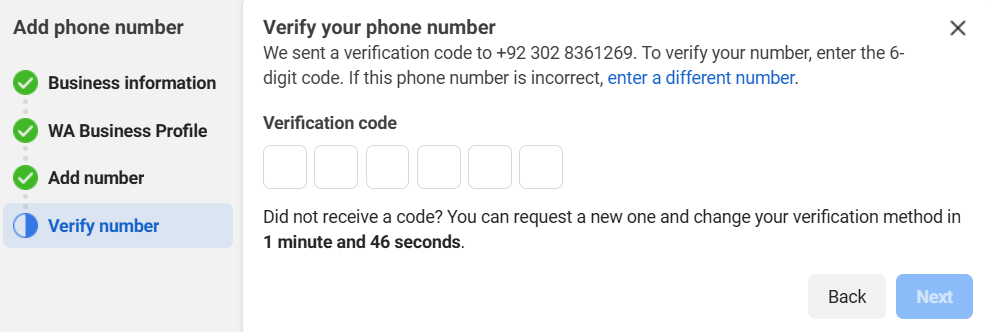 Add phone number
Business information
WA Business Profile
Add number
Verify number
Verify your phone number
We sent a verification code to +92 302 8361269. To verify your number, enter the 6-
digit code. If this phone number is incorrect, enter a different number.
Verification code
Did not receive a code? You can request a new one and change your verification method in
1 minute and 46 seconds.
Back
Next